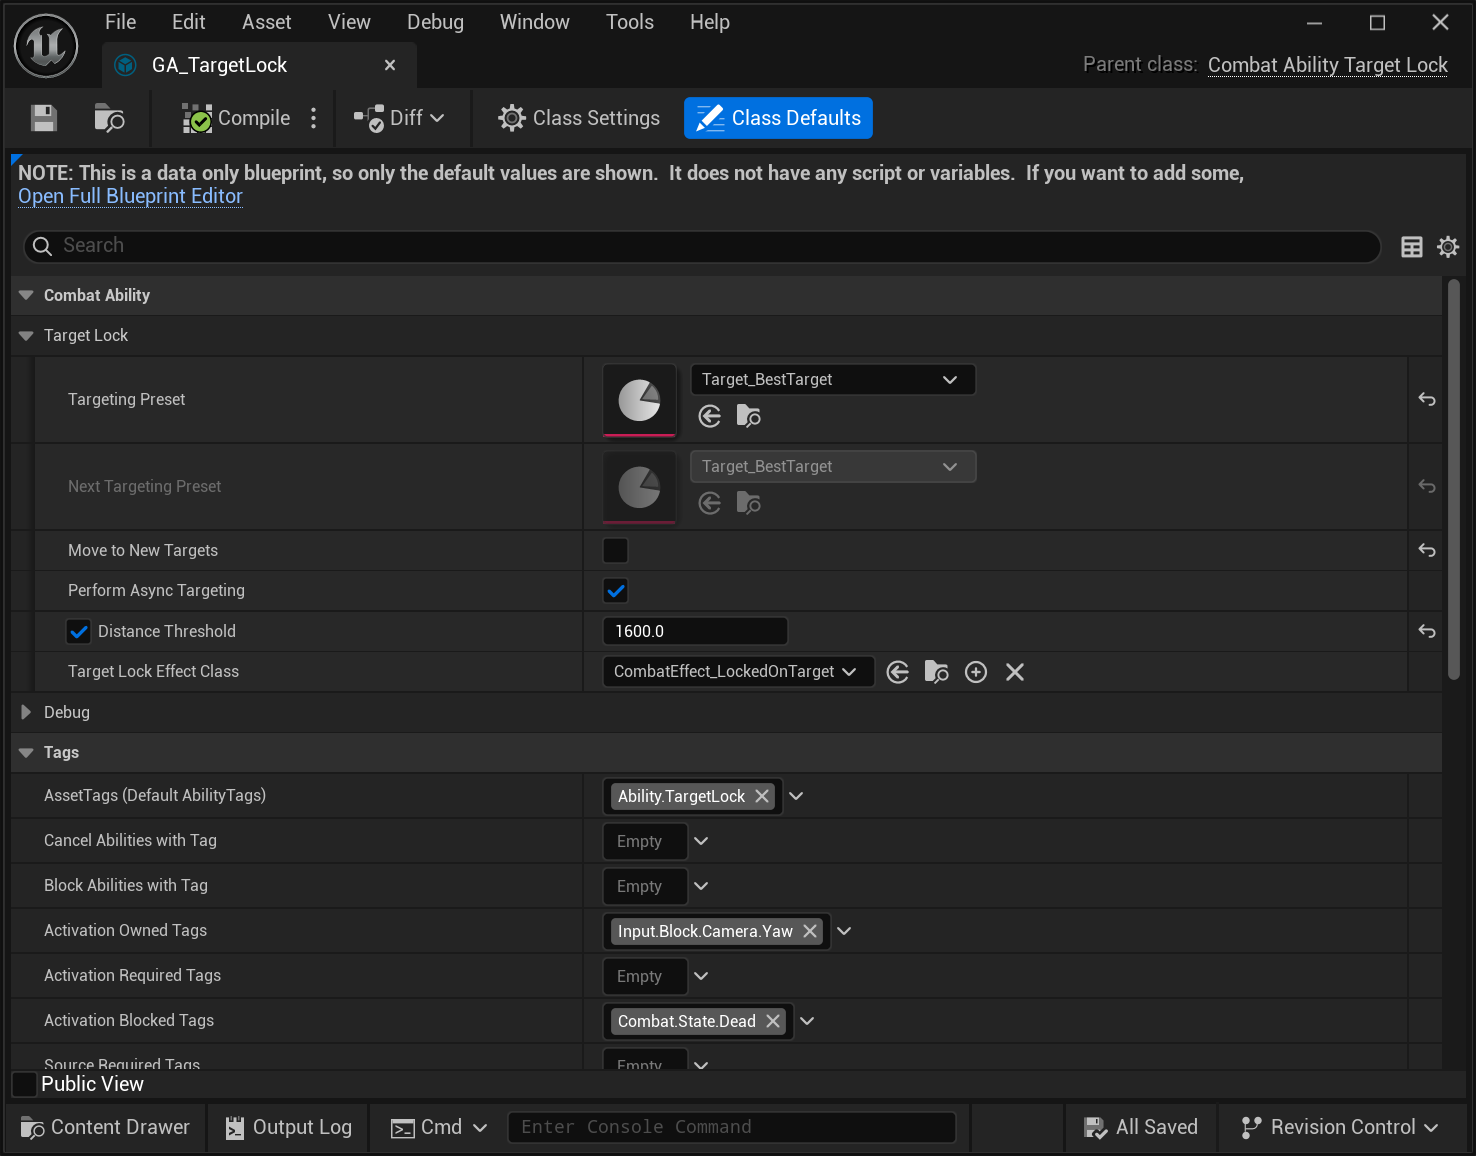 File Edit Asset View Debug Window Tools Help
GA_TargetLock
Parent class: Combat Ability Target Lock
Compile Diff Class Settings Class Defaults
NOTE: This is a data only blueprint, so only the default values are shown.  It does not have any script or variables.  If you want to add some,
Open Full Blueprint Editor
Search
Combat Ability
Target Lock
Targeting Preset Target_BestTarget
Next Targeting Preset Target_BestTarget
Move to New Targets
Perform Async Targeting
Distance Threshold 1600.0
Target Lock Effect Class CombatEffect_LockedOnTarget
Debug
Tags
AssetTags (Default AbilityTags) Ability.TargetLock
Cancel Abilities with Tag Empty
Block Abilities with Tag Empty
Activation Owned Tags Input.Block.Camera.Yaw
Activation Required Tags Empty
Activation Blocked Tags Combat.State.Dead
Source Required Tags Empty
Public View
Content Drawer Output Log Cmd Enter Console Command All Saved Revision Control